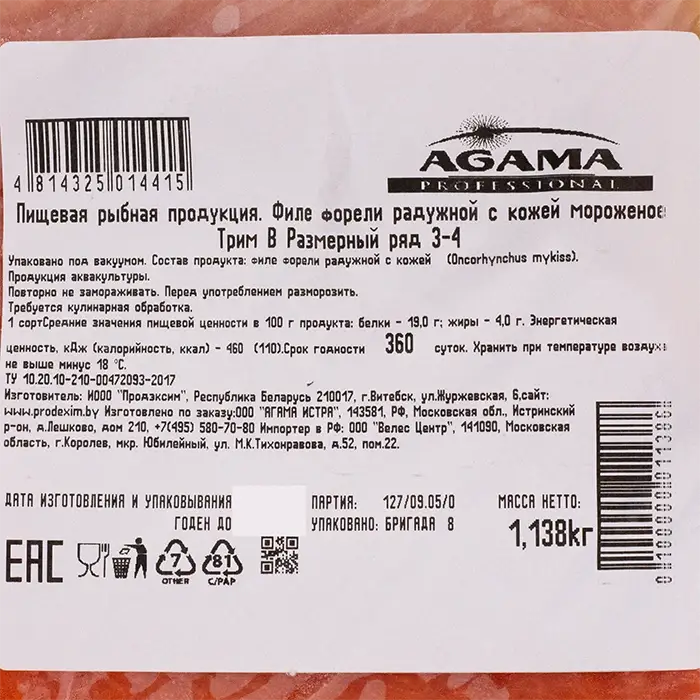 4 814325 014415
AGAMA
PROFESSIONAL
Пищевая рыбная продукция. Филе форели радужной с кожей мороженое
Трим В Размерный ряд 3-4
Упаковано под вакуумом. Состав продукта: филе форели радужной с кожей (Oncorhynchus mykiss).
Продукция аквакультуры.
Повторно не замораживать. Перед употреблением разморозить.
Требуется кулинарная обработка.
1 сортСредние значения пищевой ценности в 100 г продукта: белки - 19,0 г; жиры - 4,0 г. Энергетическая
ценность, кДж (калорийность, ккал) - 460 (110).Срок годности 360 суток. Хранить при температуре воздух
не выше минус 18 °С.
ТУ 10.20.10-210-00472093-2017
Изготовитель: ИООО "Продэксим", Республика Беларусь 210017, г.Витебск, ул.Журжевская, 6,сайт:
www.prodexim.by Изготовлено по заказу:ООО "АГАМА ИСТРА", 143581, РФ, Московская обл., Истринский
р-он, д.Лешково, дом 210, +7(495) 580-70-80 Импортер в РФ: ООО "Велес Центр", 141090, Московская
область, г.Королев, мкр. Юбилейный, ул. М.К.Тихонравова, д.52, пом.22.
ДАТА ИЗГОТОВЛЕНИЯ И УПАКОВЫВАНИЯ ПАРТИЯ: 127/09.05/0
ГОДЕН ДО УПАКОВАНО: БРИГАДА 8
МАССА НЕТТО:
1,138кг
EAC
7
OTHER
81
C/PAP